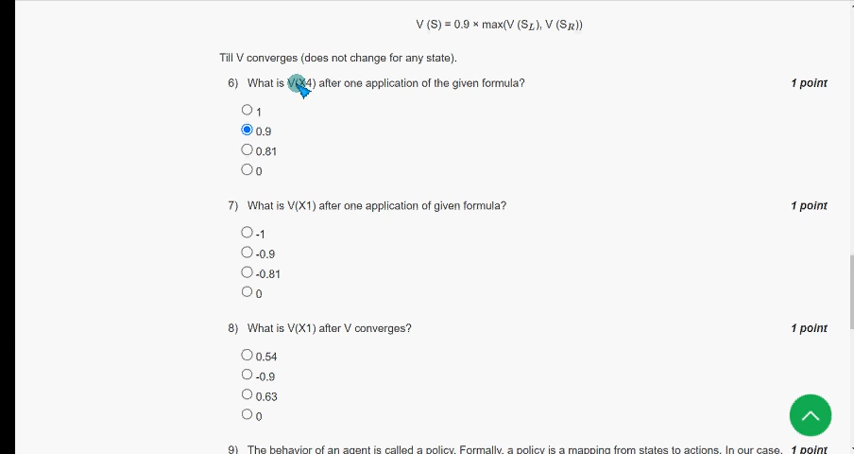 V (S) = 0.9 × max(V (SL), V (SR))
Till V converges (does not change for any state).
6) What is V(X4) after one application of the given formula? 1 point
1
0.9
0.81
0
7) What is V(X1) after one application of given formula? 1 point
-1
-0.9
-0.81
0
8) What is V(X1) after V converges? 1 point
0.54
-0.9
0.63
0
9) The behavior of an agent is called a policy. Formally, a policy is a mapping from states to actions. In our case, 1 point